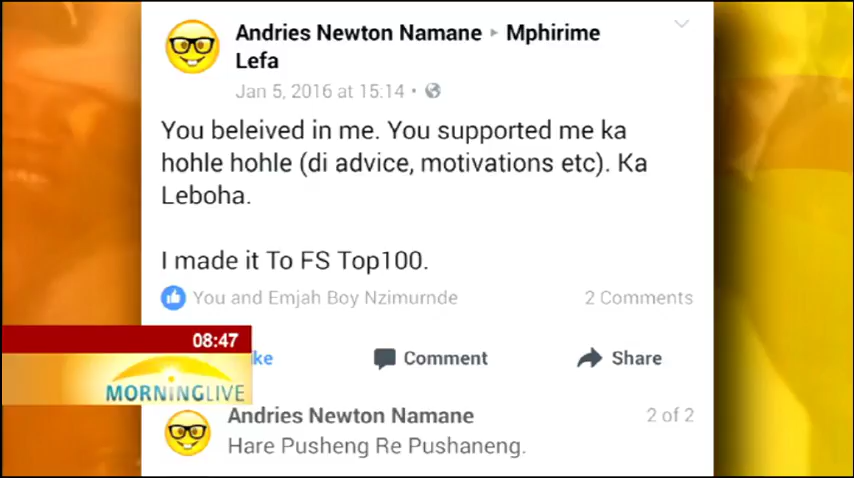 Andries Newton Namane ▸ Mphirime
Lefa
Jan 5, 2016 at 15:14 ·
You beleived in me. You supported me ka
hohle hohle (di advice, motivations etc). Ka
Leboha.
I made it To FS Top100.
You and Emjah Boy Nzimurnde 2 Comments
08:47
ke Comment Share
MORNINGLIVE
Andries Newton Namane 2 of 2
Hare Pusheng Re Pushaneng.